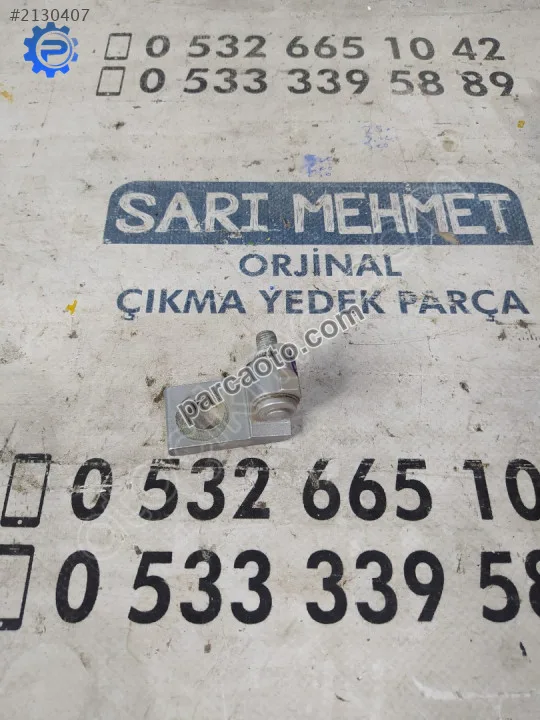 #2130407
0 532 665 10 42
0 533 339 58 89
SARI MEHMET
ORJİNAL
ÇIKMA YEDEK PARÇA
parcaoto.com
0 532 665 10
0 533 339 58